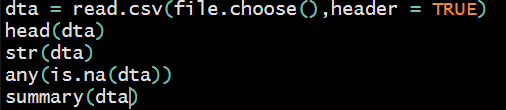 dta = read.csv(file.choose(),header = TRUE)
head(dta)
str(dta)
any(is.na(dta))
summary(dta)